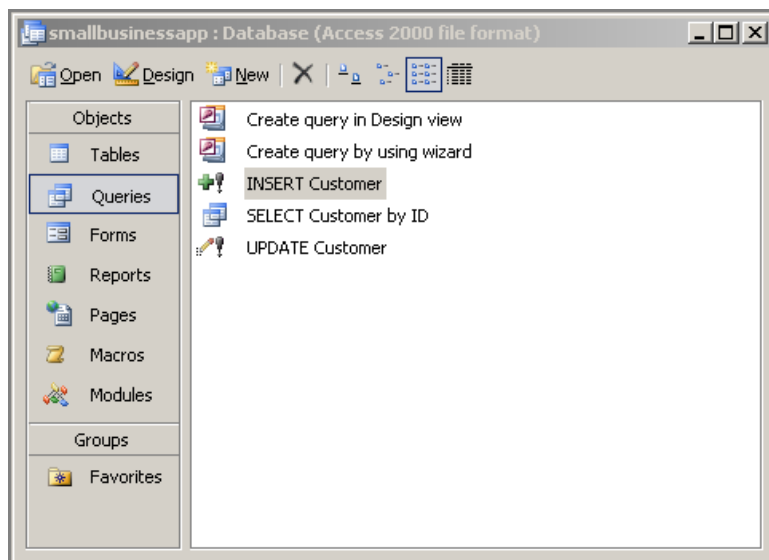 smallbusinessapp : Database (Access 2000 file format)
Open Design New
Objects
Tables
Queries
Forms
Reports
Pages
Macros
Modules
Groups
Favorites
Create query in Design view
Create query by using wizard
INSERT Customer
SELECT Customer by ID
UPDATE Customer